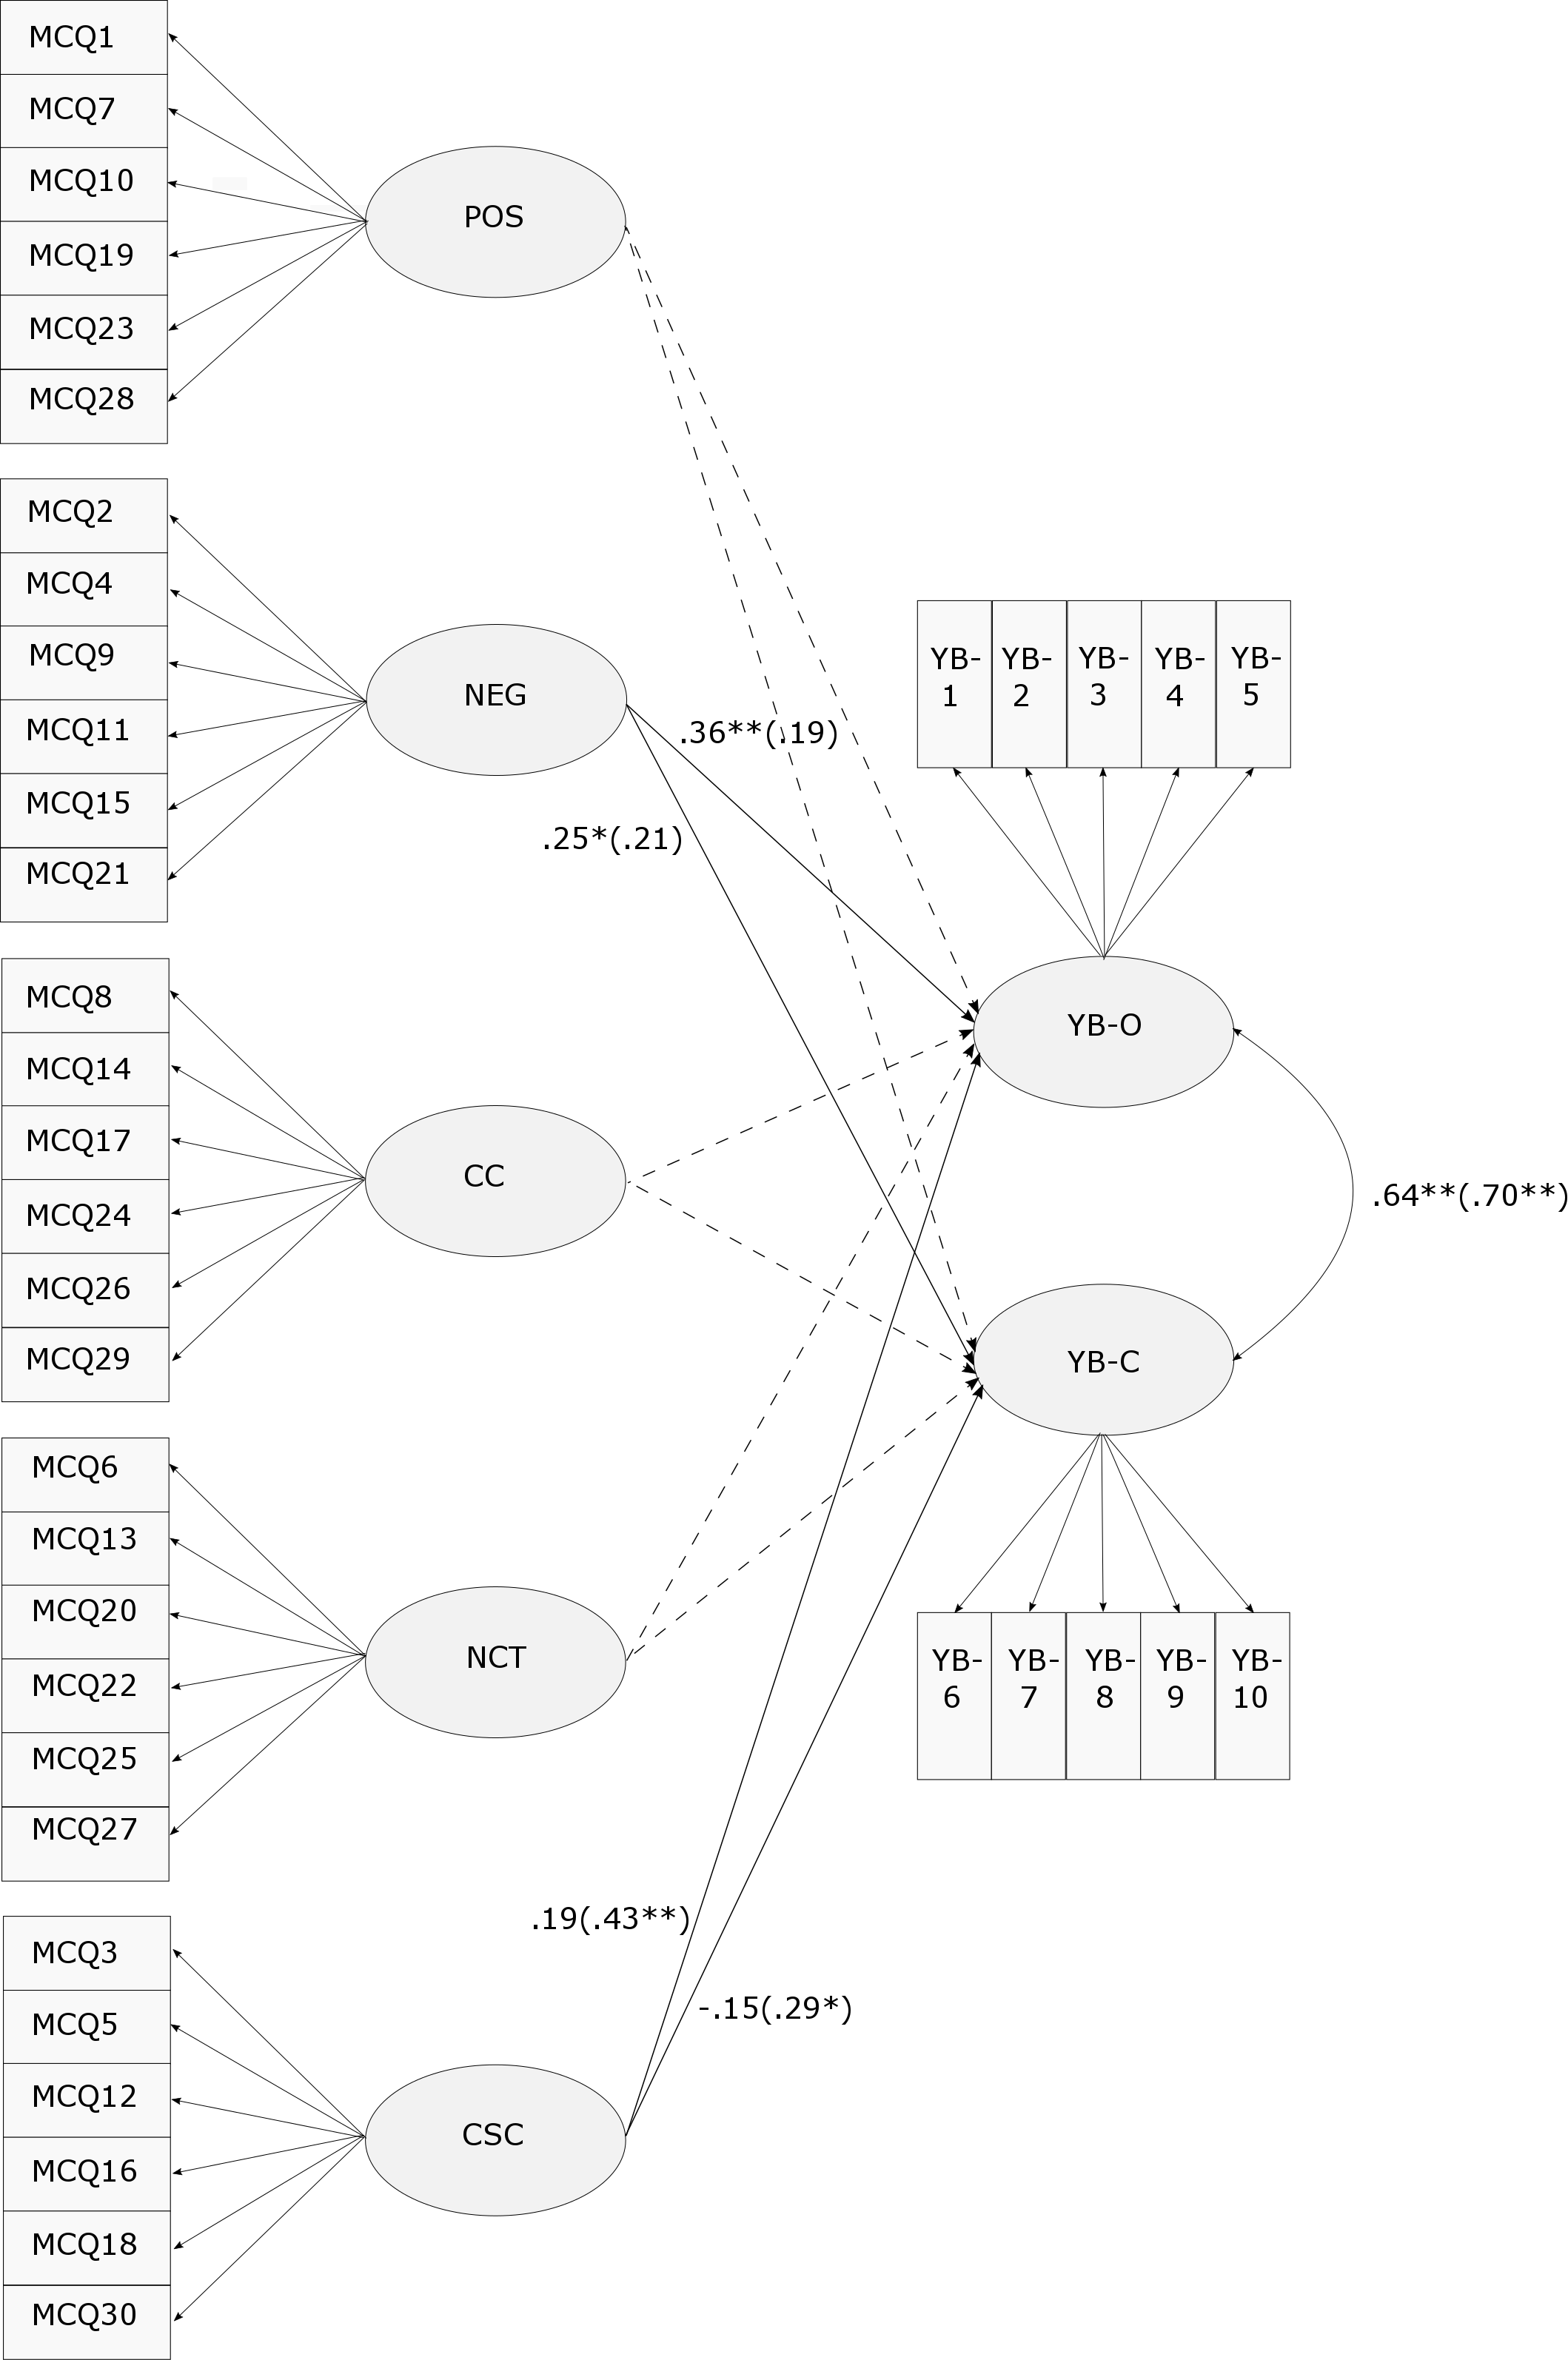 MCQ1
MCQ7
MCQ10
MCQ19
MCQ23
MCQ28
POS
MCQ2
MCQ4
MCQ9
MCQ11
MCQ15
MCQ21
NEG
.36**(.19)
.25*(.21)
YB-
1
YB-
2
YB-
3
YB-
4
YB-
5
YB-O
MCQ8
MCQ14
MCQ17
MCQ24
MCQ26
MCQ29
CC
.64**(.70**)
YB-C
MCQ6
MCQ13
MCQ20
MCQ22
MCQ25
MCQ27
NCT
YB-
6
YB-
7
YB-
8
YB-
9
YB-
10
.19(.43**)
-.15(.29*)
MCQ3
MCQ5
MCQ12
MCQ16
MCQ18
MCQ30
CSC